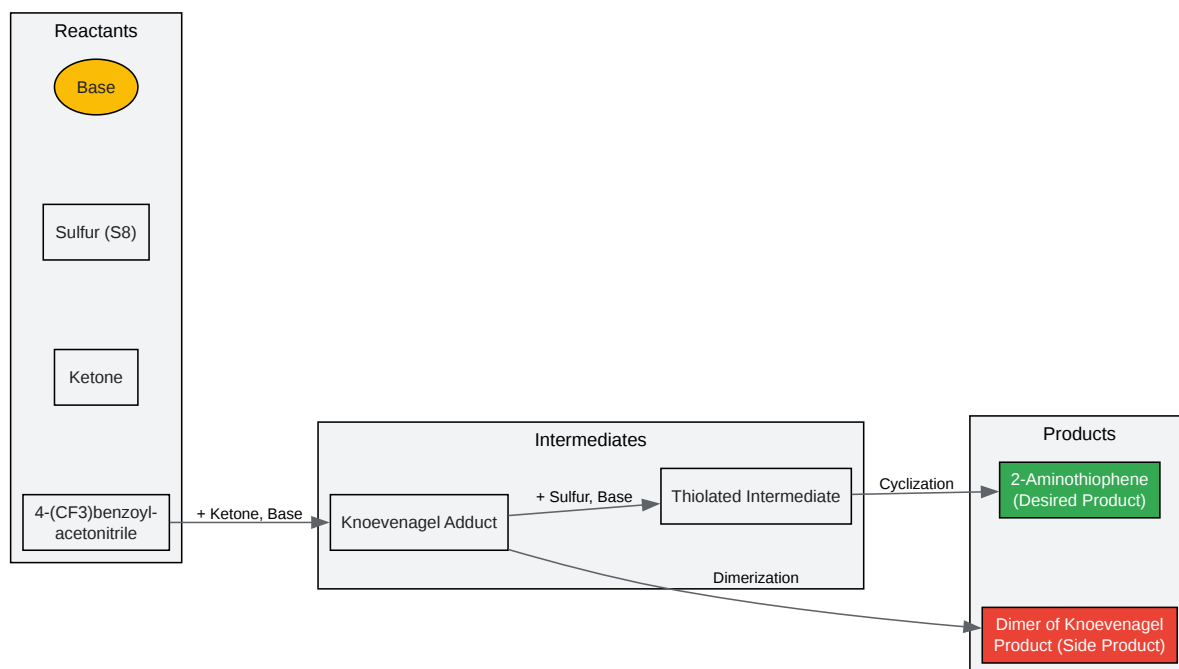 Reactants
Base
Sulfur (S8)
Ketone
4-(CF3)benzoyl-
acetonitrile
+ Ketone, Base
Intermediates
Knoevenagel Adduct
+ Sulfur, Base
Thiolated Intermediate
Cyclization
Dimerization
Products
2-Aminothiophene
(Desired Product)
Dimer of Knoevenagel
Product (Side Product)